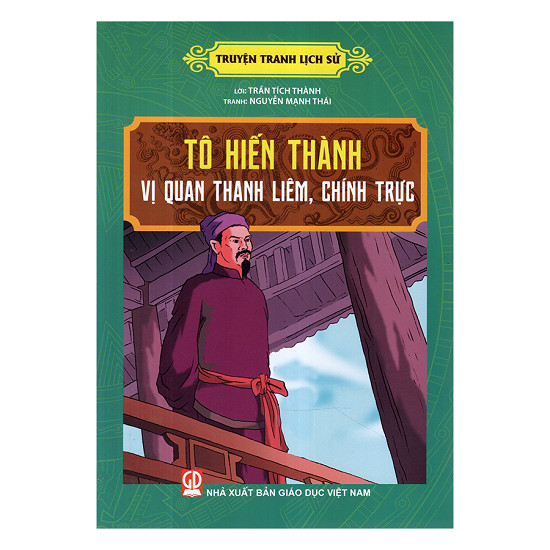 TRUYỆN TRANH LỊCH SỬ
LỜI: TRẦN TÍCH THÀNH
TRANH: NGUYỄN MẠNH THÁI
TÔ HIẾN THÀNH
VỊ QUAN THANH LIÊM, CHÍNH TRỰC
GD
NHÀ XUẤT BẢN GIÁO DỤC VIỆT NAM